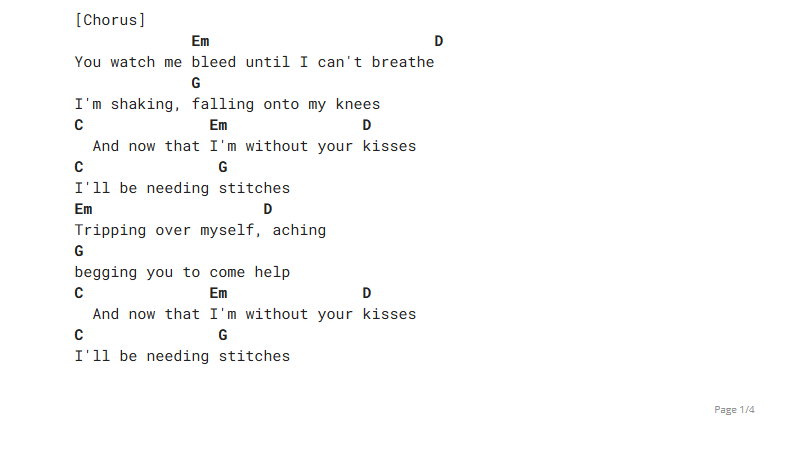 [Chorus]
Em D
You watch me bleed until I can't breathe
G
I'm shaking, falling onto my knees
C Em D
And now that I'm without your kisses
C G
I'll be needing stitches
Em D
Tripping over myself, aching
G
begging you to come help
C Em D
And now that I'm without your kisses
C G
I'll be needing stitches
Page 1/4